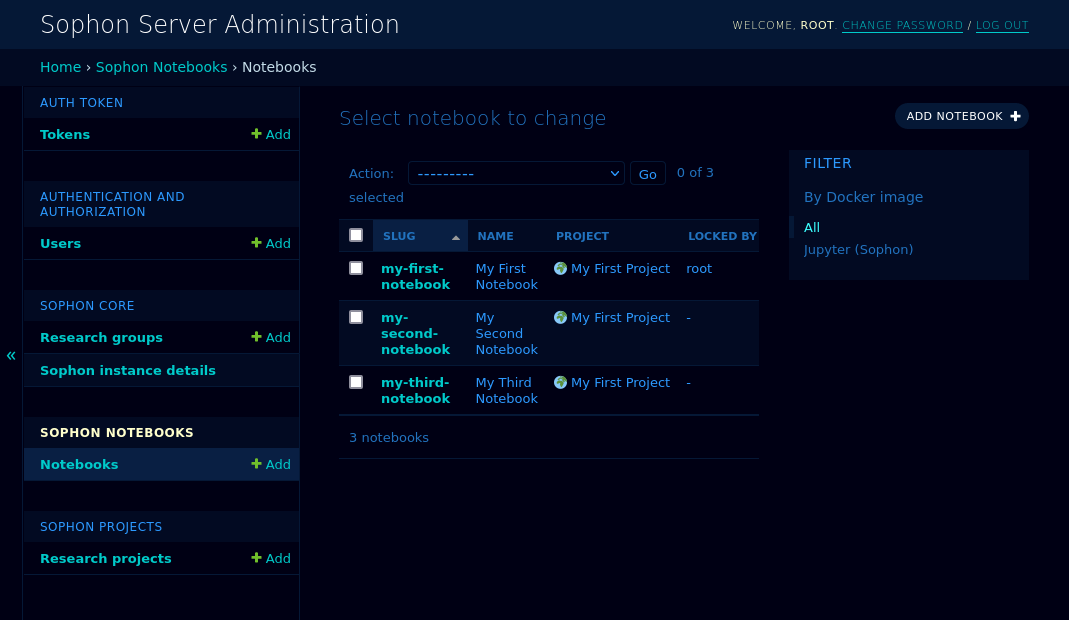 Sophon Server Administration
WELCOME, ROOT. CHANGE PASSWORD / LOG OUT
Home › Sophon Notebooks › Notebooks
«
AUTH TOKEN
Tokens Add
AUTHENTICATION AND
AUTHORIZATION
Users Add
SOPHON CORE
Research groups Add
Sophon instance details
SOPHON NOTEBOOKS
Notebooks Add
SOPHON PROJECTS
Research projects Add
Select notebook to change
ADD NOTEBOOK
Action: --------- Go 0 of 3
selected
SLUG NAME PROJECT LOCKED BY
my-first- My First My First Project root
notebook Notebook
my- My My First Project -
second- Second
notebook Notebook
my-third- My Third My First Project -
notebook Notebook
3 notebooks
FILTER
By Docker image
All
Jupyter (Sophon)